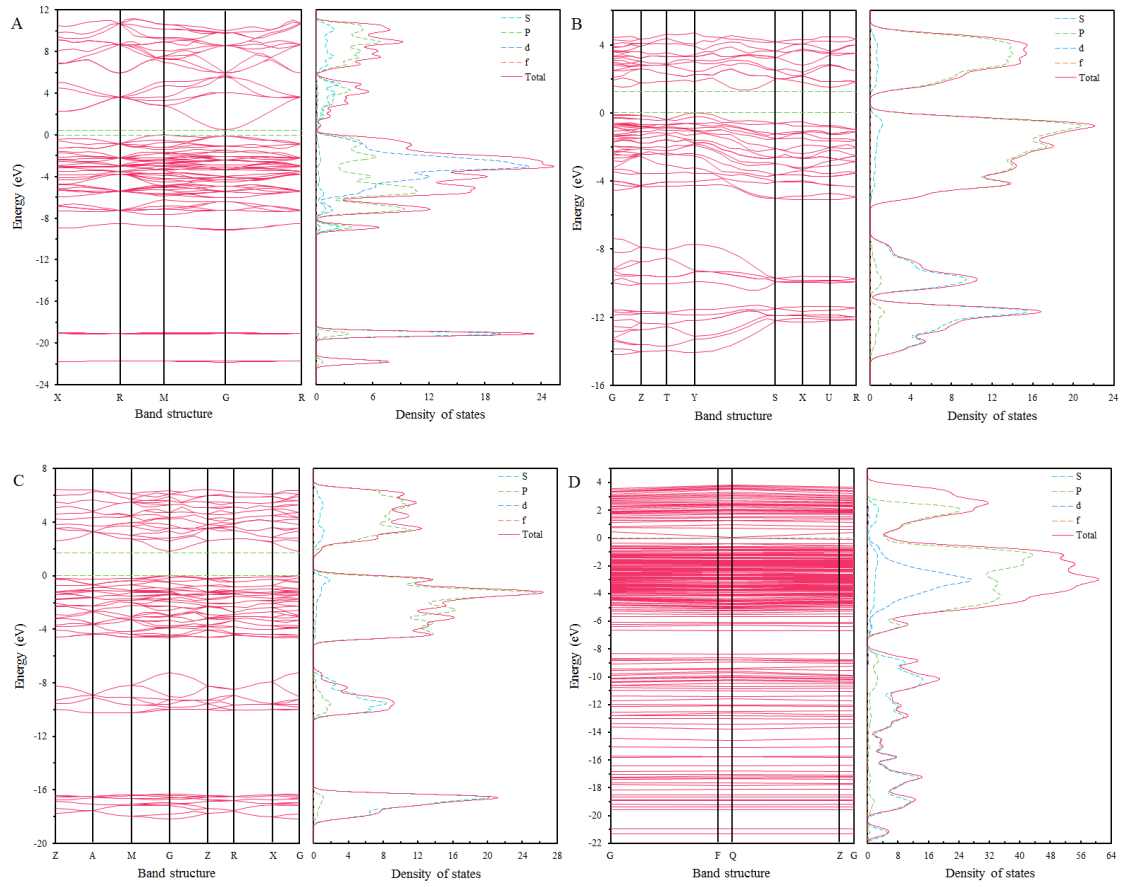 A
12
8
4
0
-4
-8
-12
-16
-20
-24
Energy (eV)
X R M G R
Band structure
S
P
d
f
Total
0 6 12 18 24
Density of states
B
4
0
-4
-8
-12
-16
Energy (eV)
G Z T Y S X U R
Band structure
S
P
d
f
Total
0 4 8 12 16 20 24
Density of states
C
8
4
0
-4
-8
-12
-16
-20
Energy (eV)
Z A M G Z R X G
Band structure
S
P
d
f
Total
0 4 8 12 16 20 24 28
Density of states
D
4
2
0
-2
-4
-6
-8
-10
-12
-14
-16
-18
-20
-22
Energy (eV)
G F Q Z G
Band structure
S
P
d
f
Total
0 8 16 24 32 40 48 56 64
Density of states